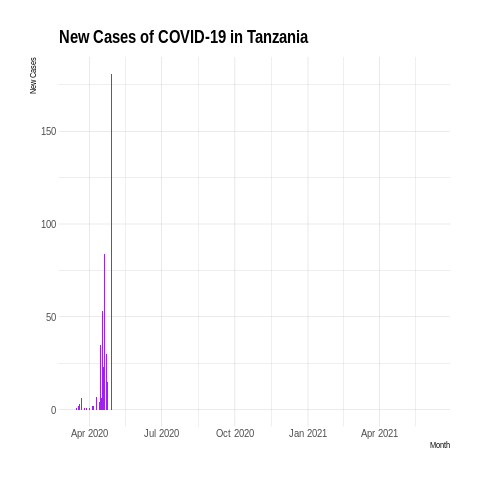 New Cases of COVID-19 in Tanzania
New Cases
150
100
50
0
Apr 2020 Jul 2020 Oct 2020 Jan 2021 Apr 2021
Month